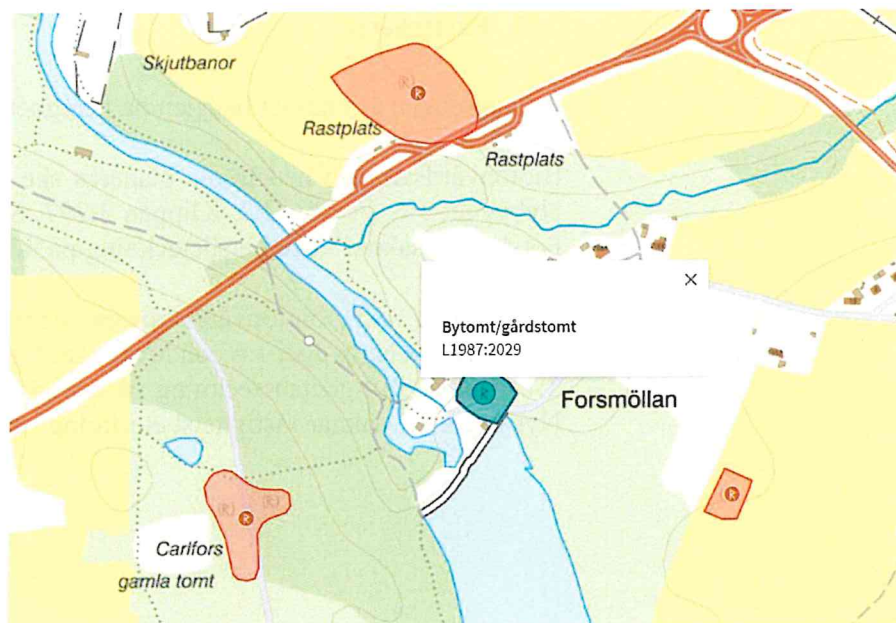 Skjutbanor
(R)
R
Rastplats
Rastplats
Bytomt/gårdstomt
L1987:2029
R
Forsmöllan
R
(R)
(R)
R
Carlfors
gamla tomt